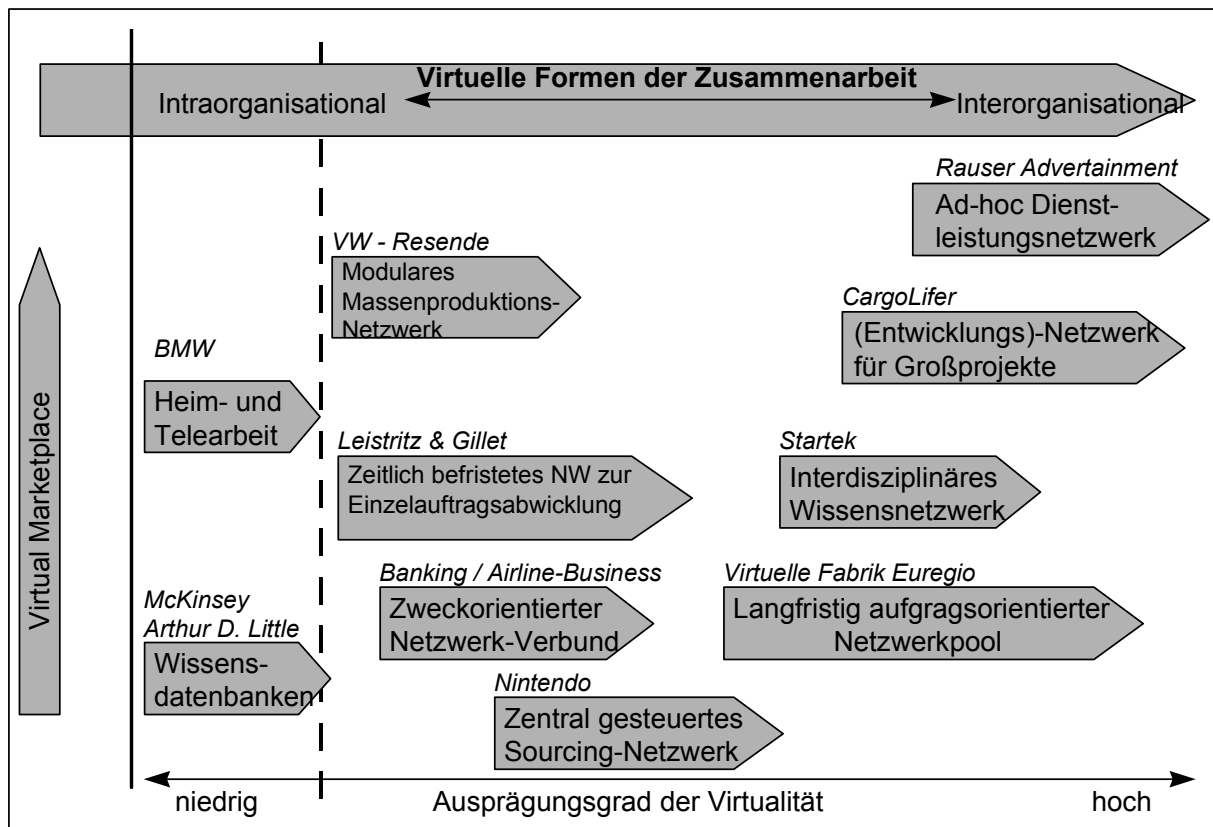 Virtuelle Formen der Zusammenarbeit
Intraorganisational
Interorganisational
Rauser Advertainment
Ad-hoc Dienst-
leistungsnetzwerk
VW - Resende
Modulares
Massenproduktions-
Netzwerk
CargoLifer
(Entwicklungs)-Netzwerk
für Großprojekte
BMW
Heim- und
Telearbeit
Leistritz & Gillet
Zeitlich befristetes NW zur
Einzelauftragsabwicklung
Startek
Interdisziplinäres
Wissensnetzwerk
Virtual Marketplace
McKinsey
Arthur D. Little
Wissens-
datenbanken
Banking / Airline-Business
Zweckorientierter
Netzwerk-Verbund
Virtuelle Fabrik Euregio
Langfristig aufgragsorientierter
Netzwerkpool
Nintendo
Zentral gesteuertes
Sourcing-Netzwerk
niedrig
Ausprägungsgrad der Virtualität
hoch